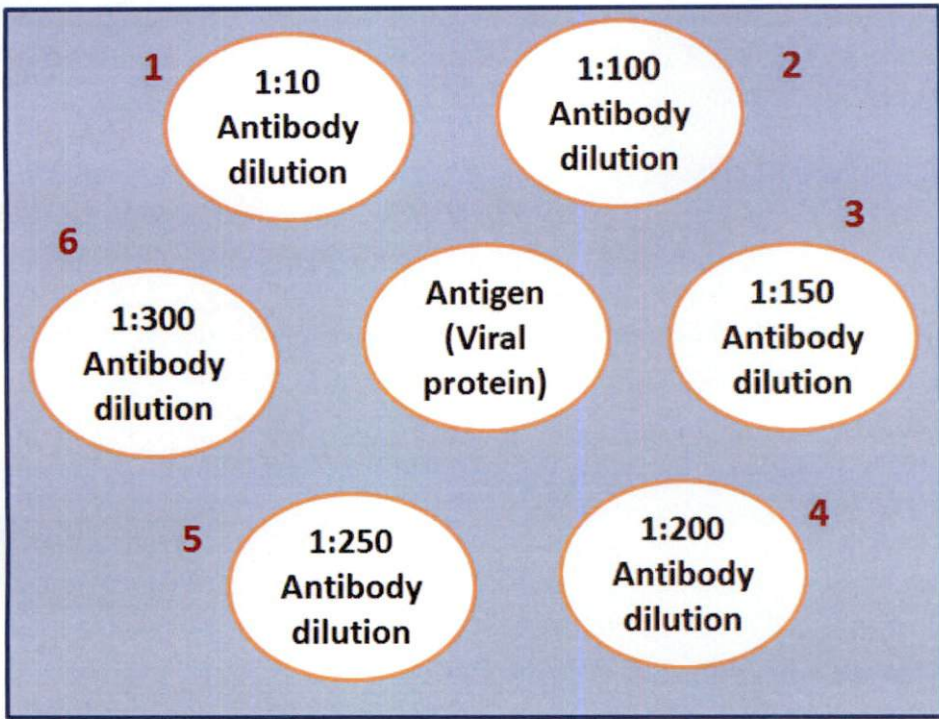 1
1:10
Antibody
dilution
1:100
Antibody
dilution
2
6
1:300
Antibody
dilution
Antigen
(Viral
protein)
3
1:150
Antibody
dilution
5
1:250
Antibody
dilution
1:200
Antibody
dilution
4